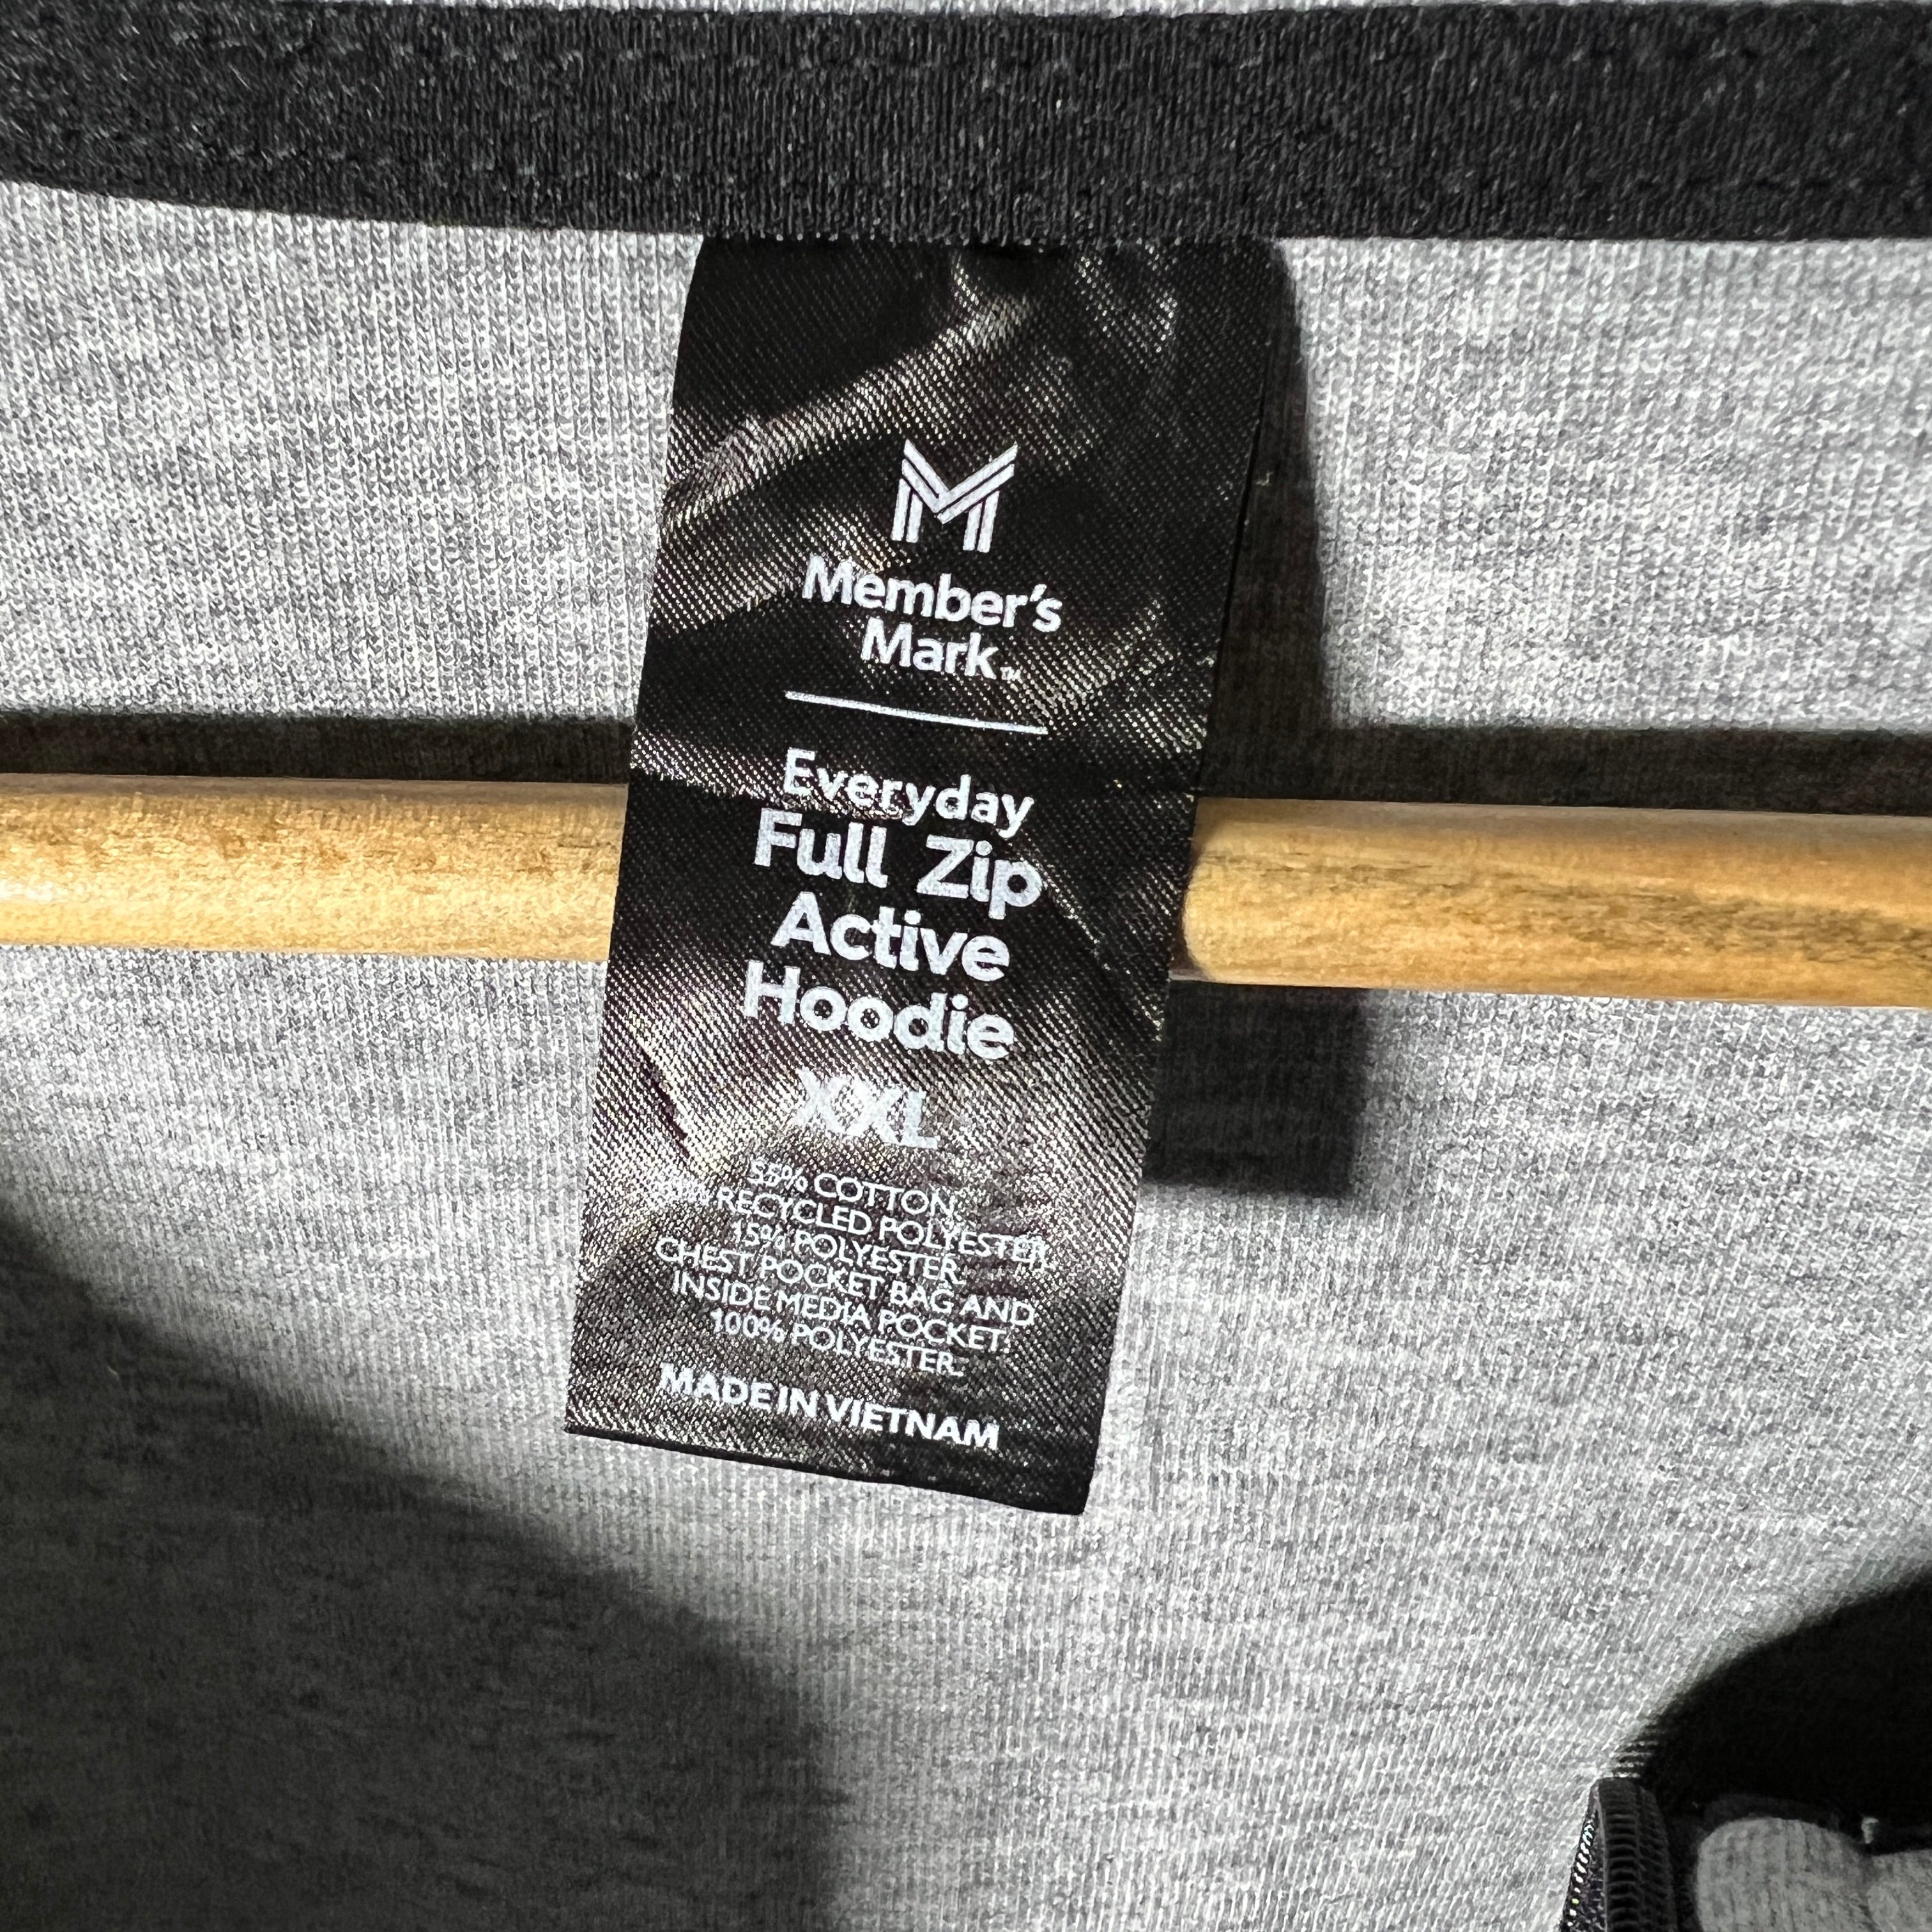 M
Member's
Mark™
Everyday
Full Zip
Active
Hoodie
XXL
55% COTTON,
RECYCLED POLYESTER,
15% POLYESTER.
CHEST POCKET BAG AND
INSIDE MEDIA POCKET:
100% POLYESTER.
MADE IN VIETNAM